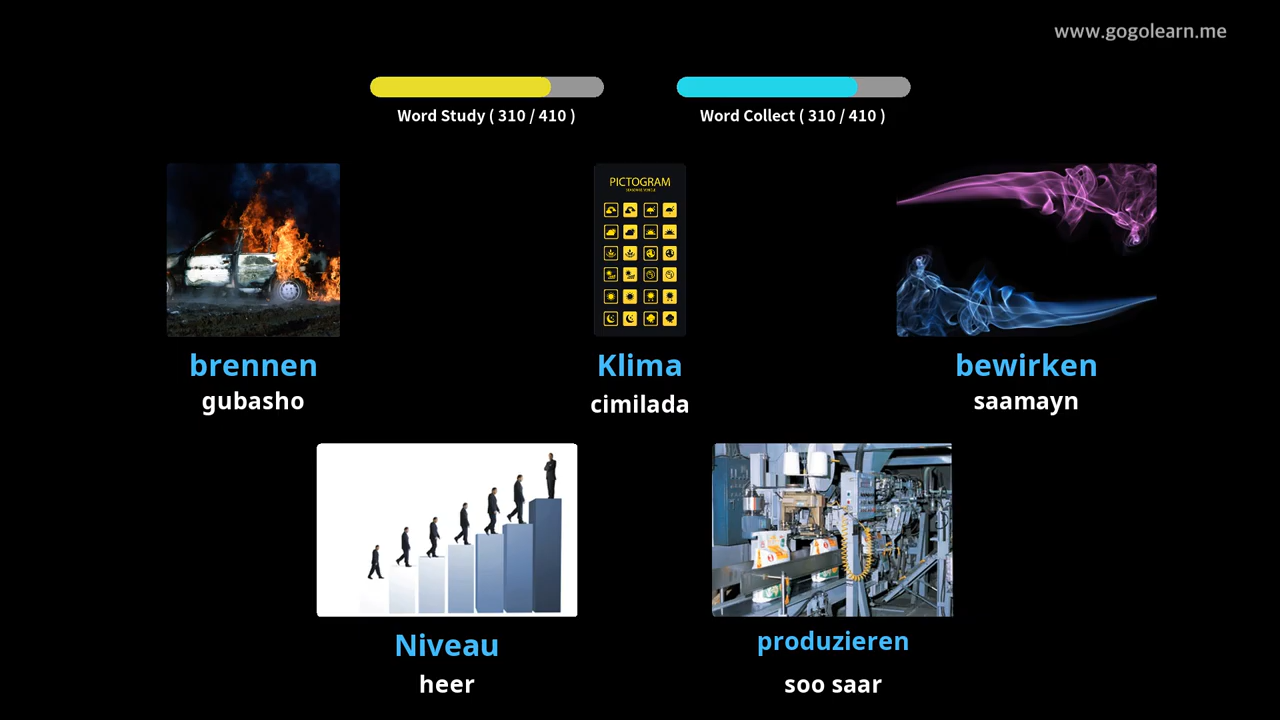 www.gogolearn.me
Word Study ( 310 / 410 )
Word Collect ( 310 / 410 )
PICTOGRAM
brennen
gubasho
Klima
cimilada
bewirken
saamayn
Niveau
heer
produzieren
soo saar